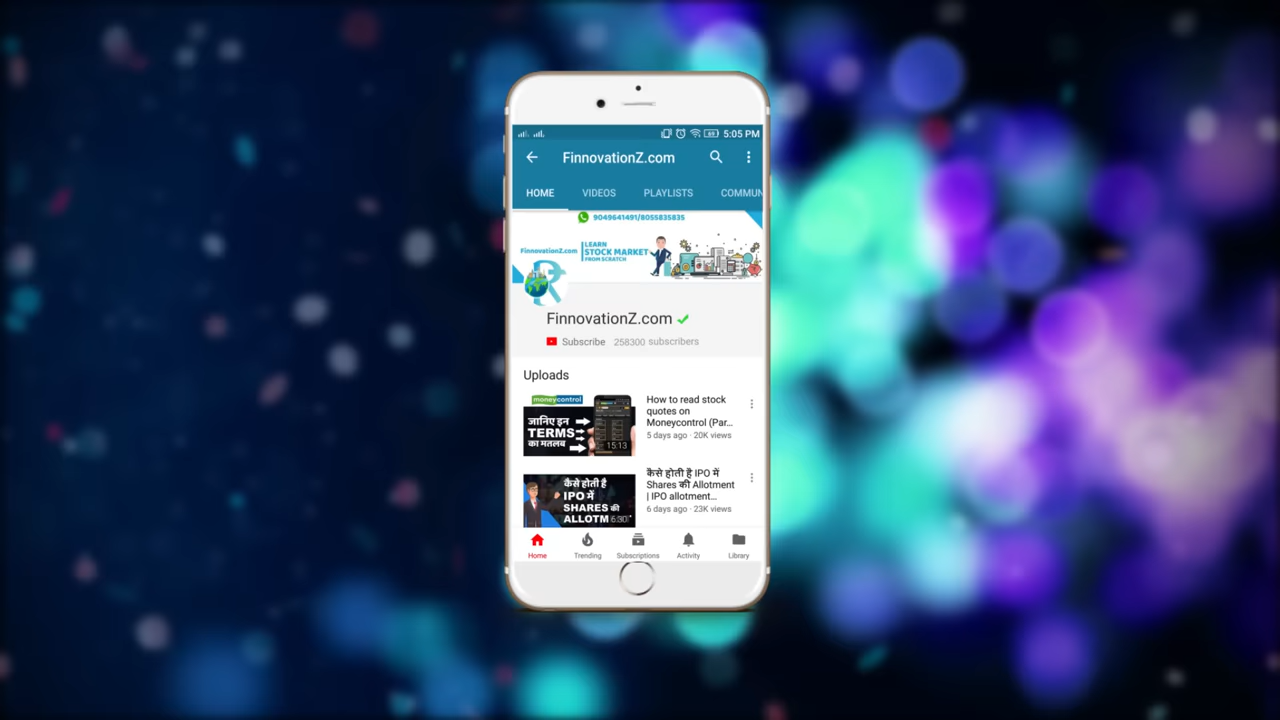 5:05 PM
FinnovationZ.com
HOME VIDEOS PLAYLISTS COMMUN
9049641491/8055835835
FinnovationZ.com
LEARN
STOCK MARKET
FROM SCRATCH
FinnovationZ.com
Subscribe 258300 subscribers
Uploads
moneycontrol
जानिए इन
TERMS
का मतलब
15:13
How to read stock
quotes on
Moneycontrol (Par...
5 days ago · 20K views
कैसे होती है
IPO में
SHARES की
ALLOTM
6:30
कैसे होती है IPO में
Shares की Allotment
| IPO allotment...
6 days ago · 23K views
Home Trending Subscriptions Activity Library